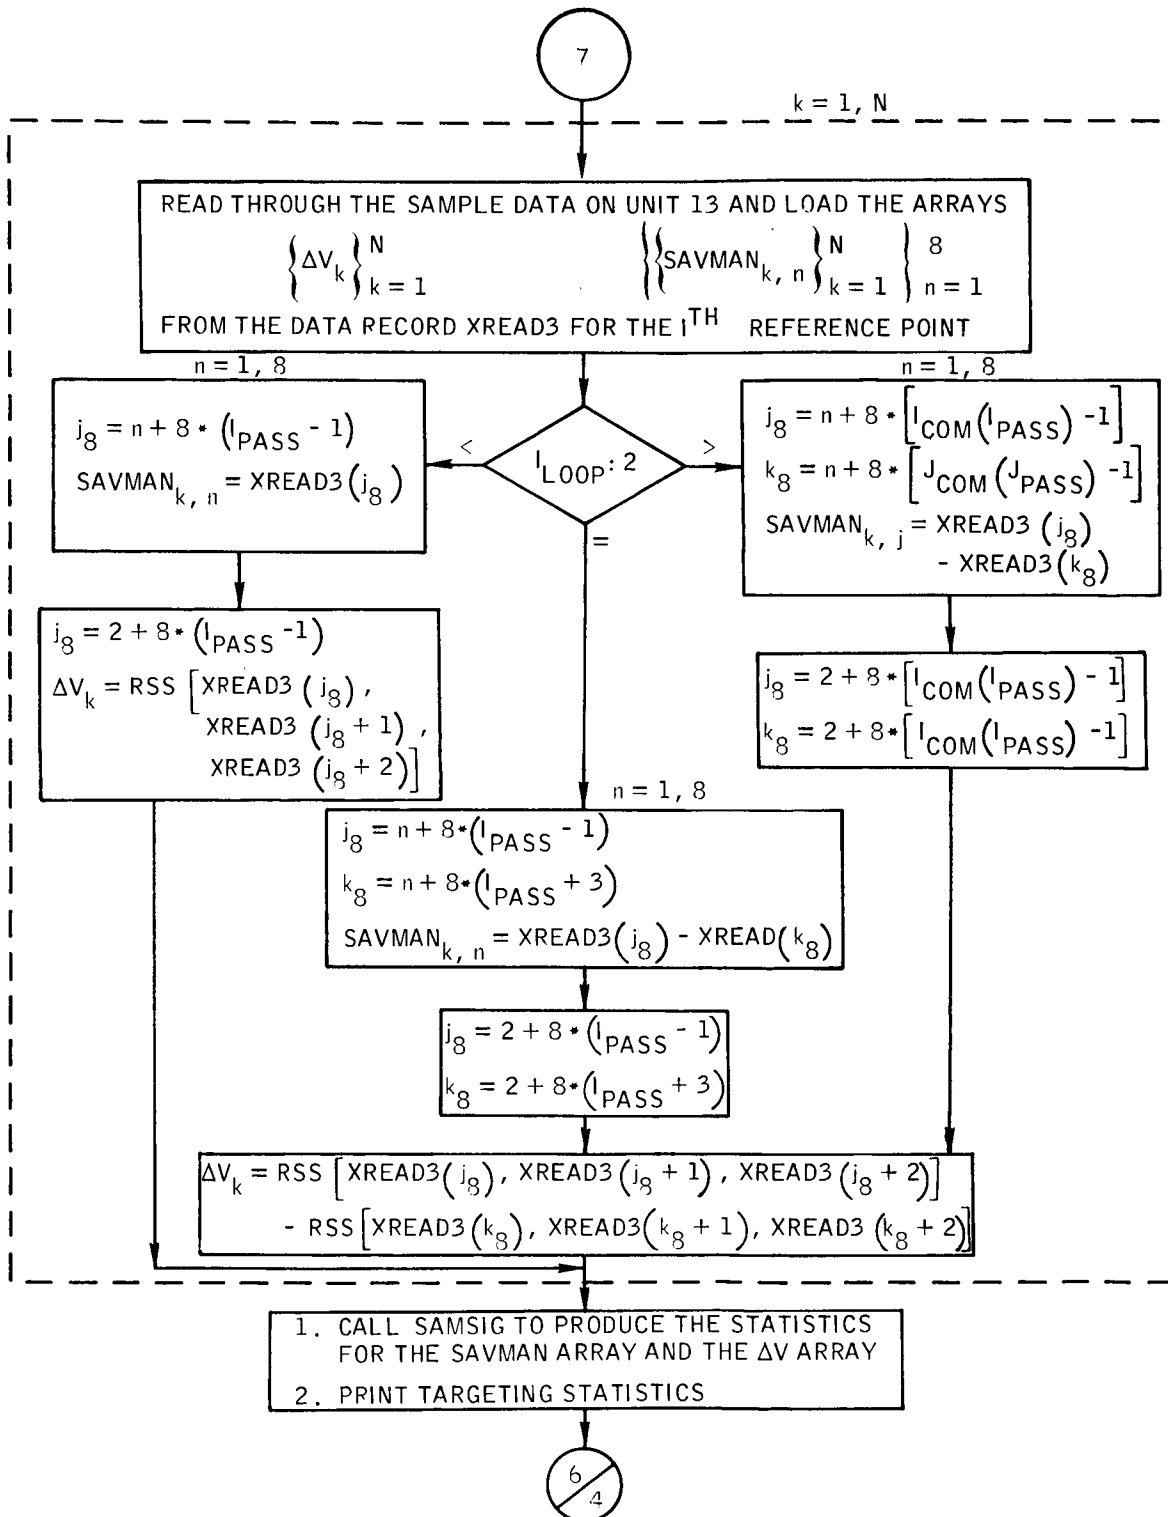 7
k = 1, N
READ THROUGH THE SAMPLE DATA ON UNIT 13 AND LOAD THE ARRAYS
{ΔV_k}^N_{k = 1} {{SAVMAN_{k, n}}^N_{k = 1}}^8_{n = 1}
FROM THE DATA RECORD XREAD3 FOR THE I^TH REFERENCE POINT
n = 1, 8
j_8 = n + 8 * (I_PASS - 1)
SAVMAN_{k, n} = XREAD3(j_8)
<
I_LOOP : 2
>
=
n = 1, 8
j_8 = n + 8 * [I_COM(I_PASS) -1]
k_8 = n + 8 * [J_COM(J_PASS) -1]
SAVMAN_{k, j} = XREAD3 (j_8)
- XREAD3(k_8)
j_8 = 2 + 8 * (I_PASS -1)
ΔV_k = RSS [XREAD3 (j_8),
XREAD3 (j_8 + 1),
XREAD3 (j_8 + 2)]
j_8 = 2 + 8 * [I_COM(I_PASS) - 1]
k_8 = 2 + 8 * [I_COM(I_PASS) - 1]
n = 1, 8
j_8 = n + 8 * (I_PASS - 1)
k_8 = n + 8 * (I_PASS + 3)
SAVMAN_{k, n} = XREAD3(j_8) - XREAD(k_8)
j_8 = 2 + 8 * (I_PASS - 1)
k_8 = 2 + 8 * (I_PASS + 3)
ΔV_k = RSS [XREAD3(j_8), XREAD3(j_8 + 1), XREAD3(j_8 + 2)]
- RSS [XREAD3(k_8), XREAD3(k_8 + 1), XREAD3 (k_8 + 2)]
1. CALL SAMSIG TO PRODUCE THE STATISTICS
FOR THE SAVMAN ARRAY AND THE ΔV ARRAY
2. PRINT TARGETING STATISTICS
6
4